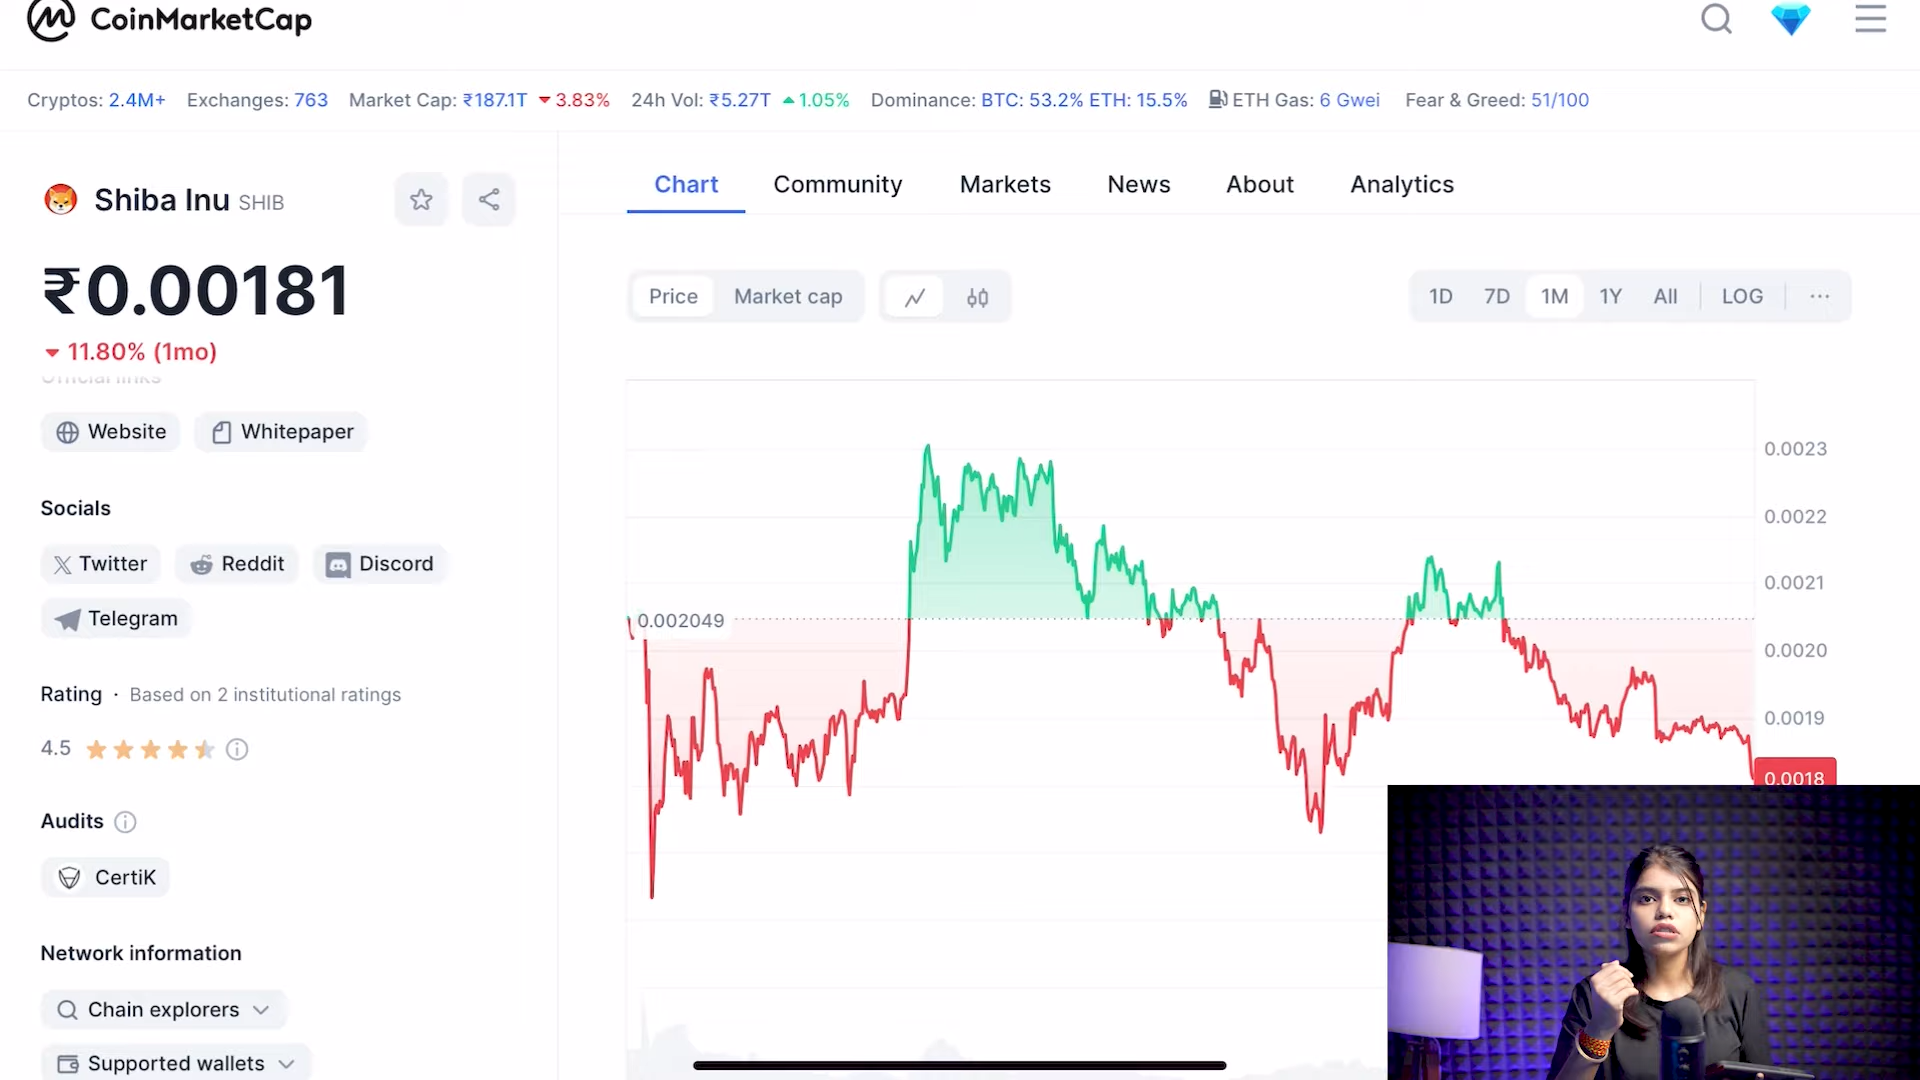 CoinMarketCap
Cryptos: 2.4M+ Exchanges: 763 Market Cap: ₹187.1T 3.83% 24h Vol: ₹5.27T 1.05% Dominance: BTC: 53.2% ETH: 15.5% ETH Gas: 6 Gwei Fear & Greed: 51/100
Shiba Inu SHIB
₹0.00181
11.80% (1mo)
Official links
Website Whitepaper
Socials
Twitter Reddit Discord
Telegram
Rating · Based on 2 institutional ratings
4.5
Audits
CertiK
Network information
Chain explorers
Supported wallets
Chart Community Markets News About Analytics
Price Market cap
1D 7D 1M 1Y All LOG
0.002049
0.0023
0.0022
0.0021
0.0020
0.0019
0.0018